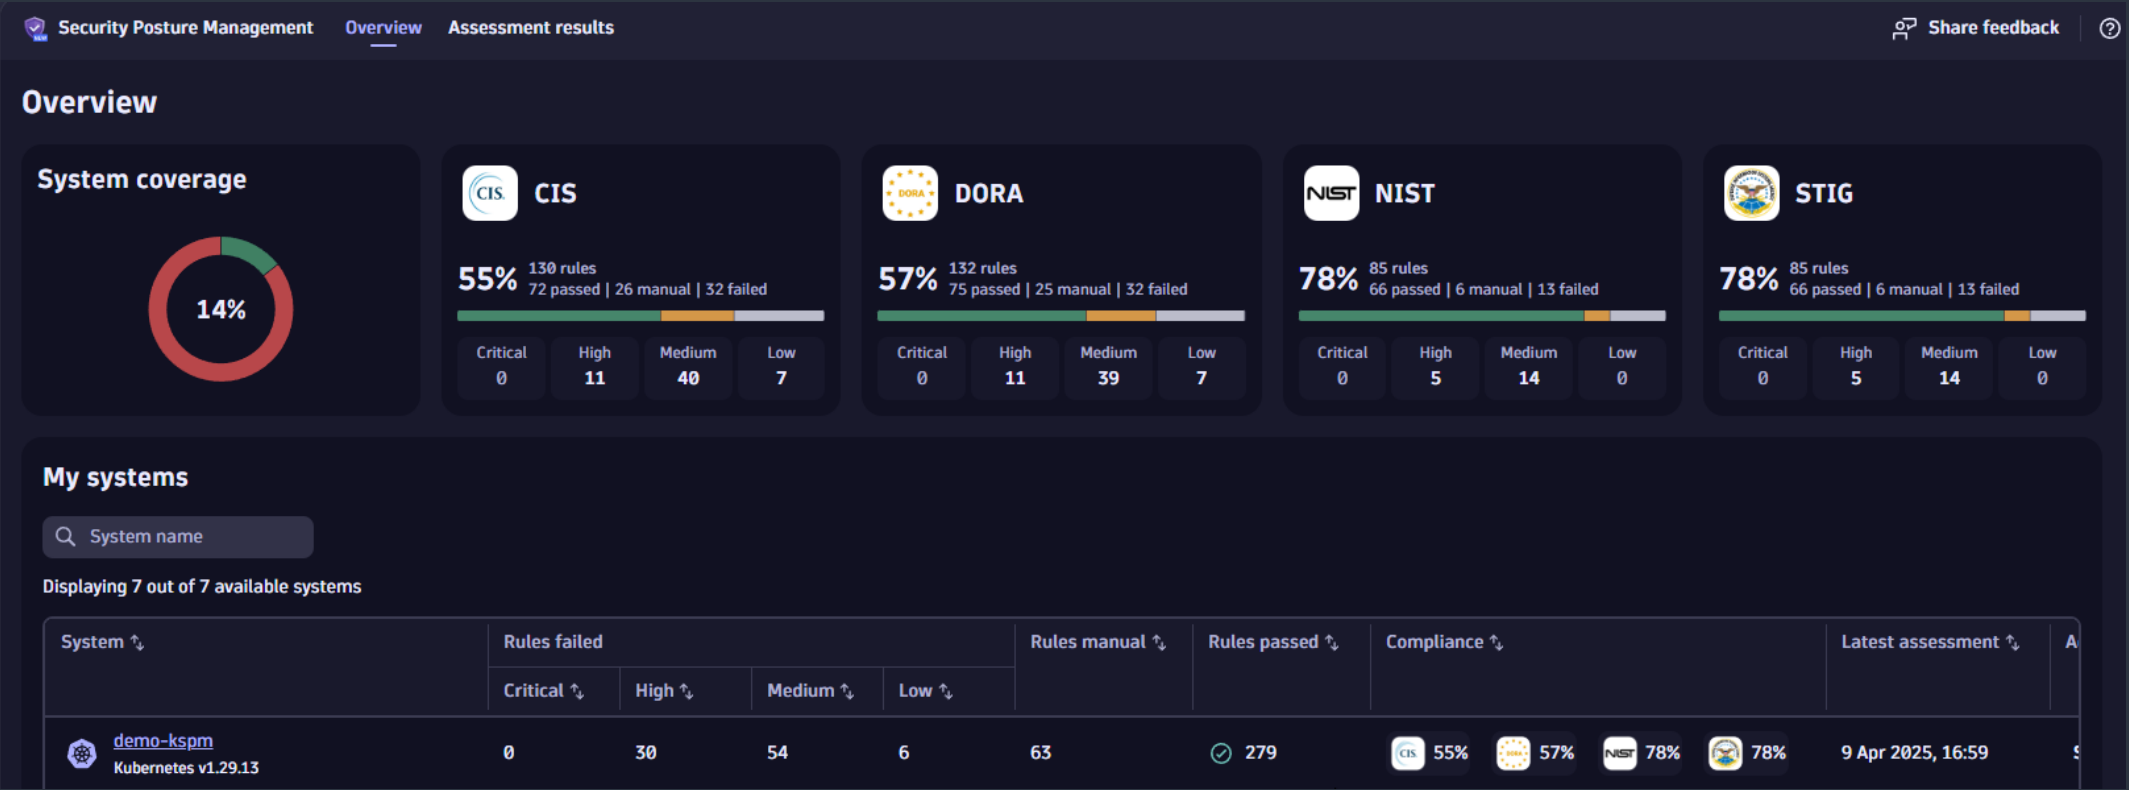 Security Posture Management Overview Assessment results Share feedback
Overview
System coverage
14%
CIS
CIS
55%
130 rules
72 passed | 26 manual | 32 failed
Critical High Medium Low
0 11 40 7
DORA
DORA
57%
132 rules
75 passed | 25 manual | 32 failed
Critical High Medium Low
0 11 39 7
NIST
NIST
78%
85 rules
66 passed | 6 manual | 13 failed
Critical High Medium Low
0 5 14 0
STIG
78%
85 rules
66 passed | 6 manual | 13 failed
Critical High Medium Low
0 5 14 0
My systems
System name
Displaying 7 out of 7 available systems
System Rules failed Rules manual Rules passed Compliance Latest assessment
Critical High Medium Low
demo-kspm
Kubernetes v1.29.13
0 30 54 6 63 279 CIS 55% DORA 57% NIST 78% 78% 9 Apr 2025, 16:59